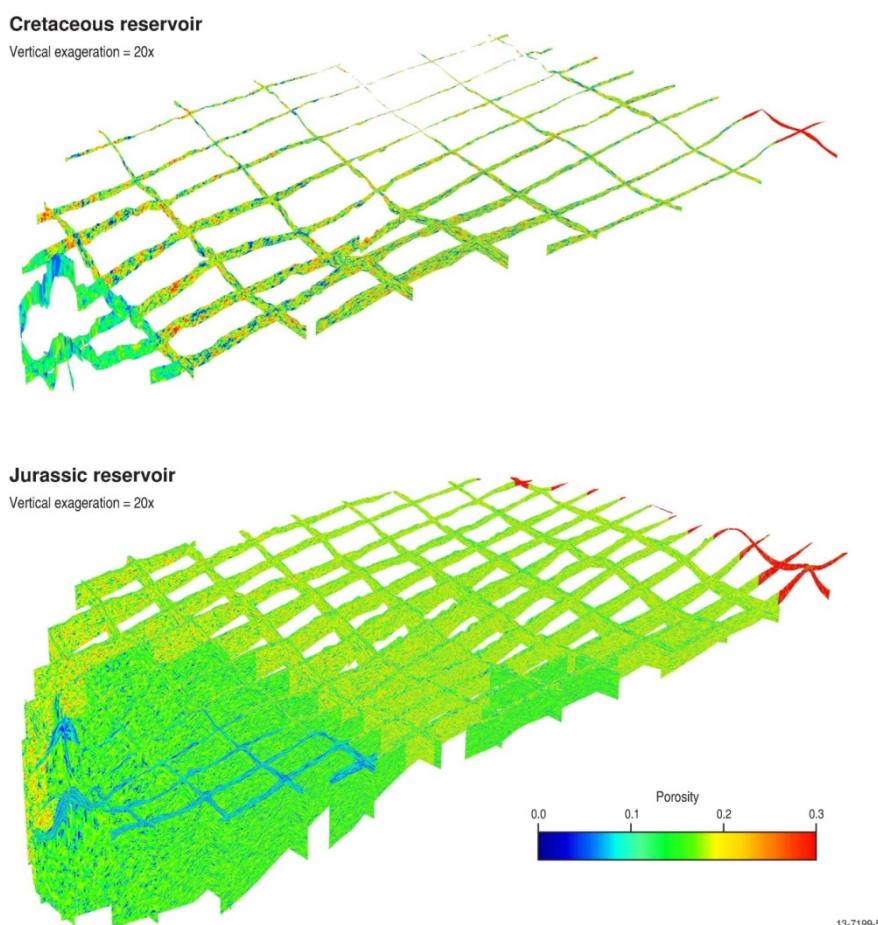 Cretaceous reservoir
Vertical exageration = 20x
Jurassic reservoir
Vertical exageration = 20x
Porosity
0.0 0.1 0.2 0.3